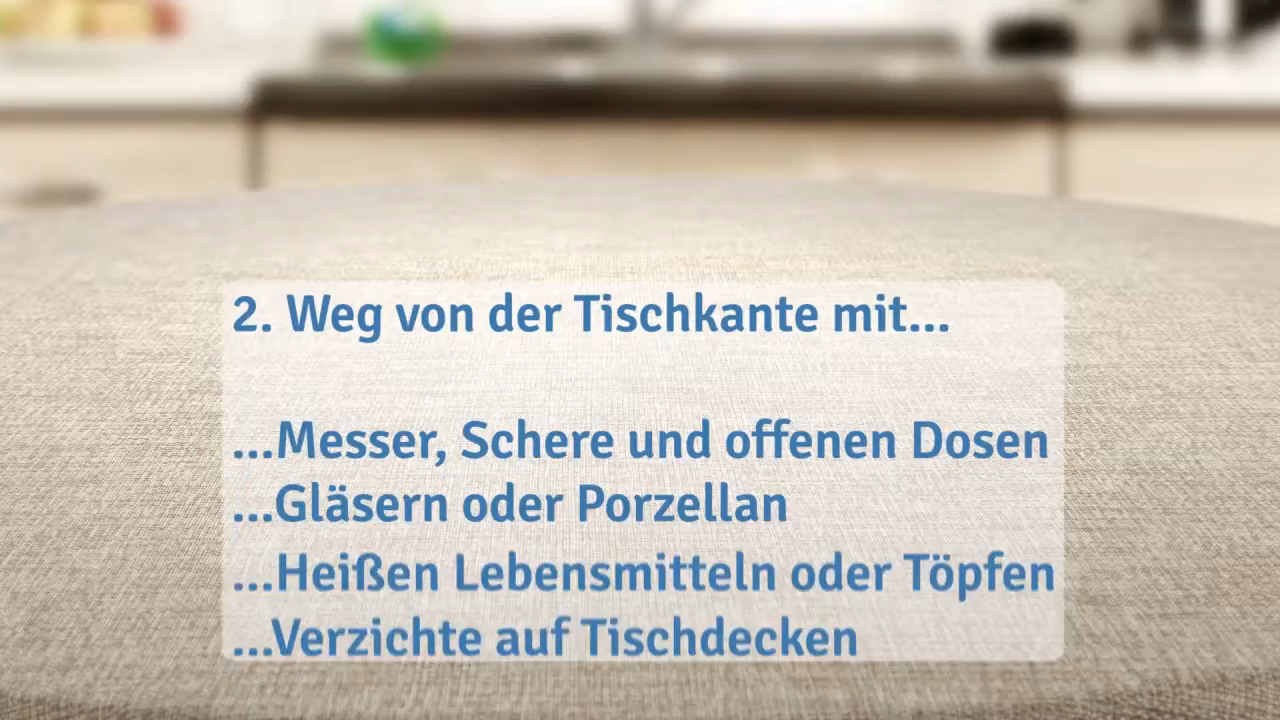 2. Weg von der Tischkante mit...
...Messer, Schere und offenen Dosen
...Gläsern oder Porzellan
...Heißen Lebensmitteln oder Töpfen
...Verzichte auf Tischdecken